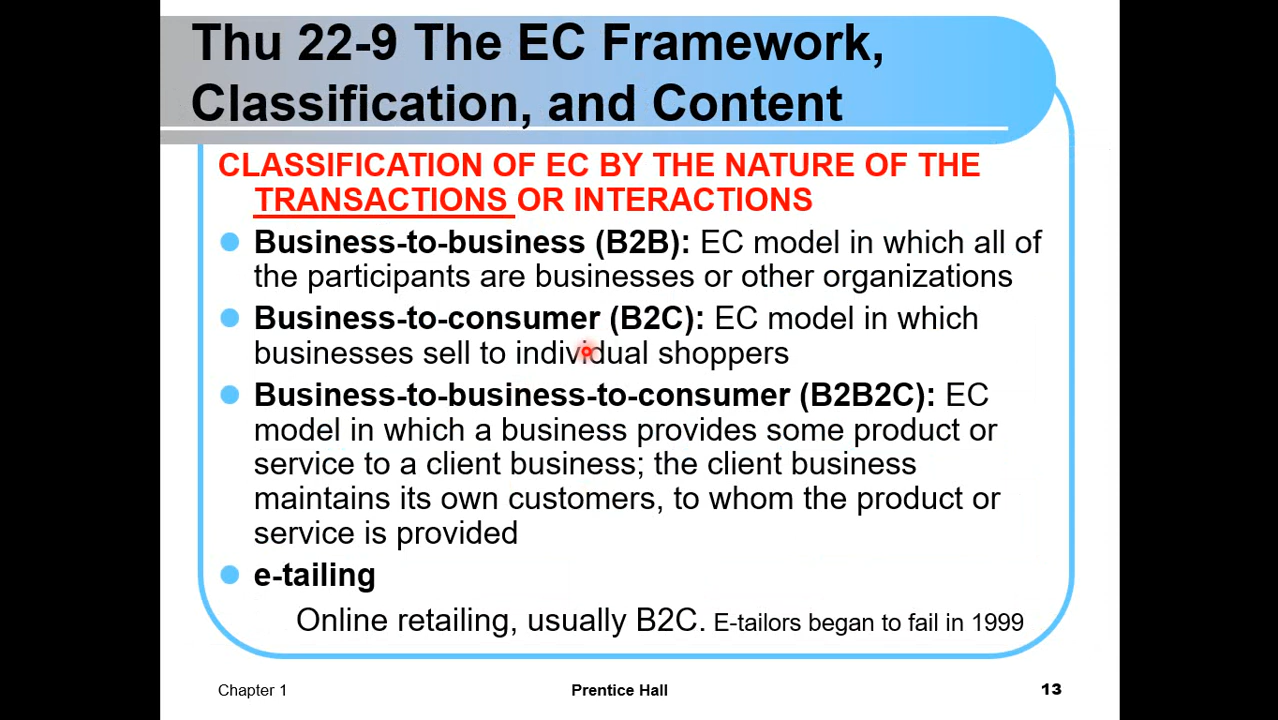 Thu 22-9 The EC Framework,
Classification, and Content
CLASSIFICATION OF EC BY THE NATURE OF THE
TRANSACTIONS OR INTERACTIONS
Business-to-business (B2B): EC model in which all of
the participants are businesses or other organizations
Business-to-consumer (B2C): EC model in which
businesses sell to individual shoppers
Business-to-business-to-consumer (B2B2C): EC
model in which a business provides some product or
service to a client business; the client business
maintains its own customers, to whom the product or
service is provided
e-tailing
Online retailing, usually B2C. E-tailors began to fail in 1999
Chapter 1 Prentice Hall 13